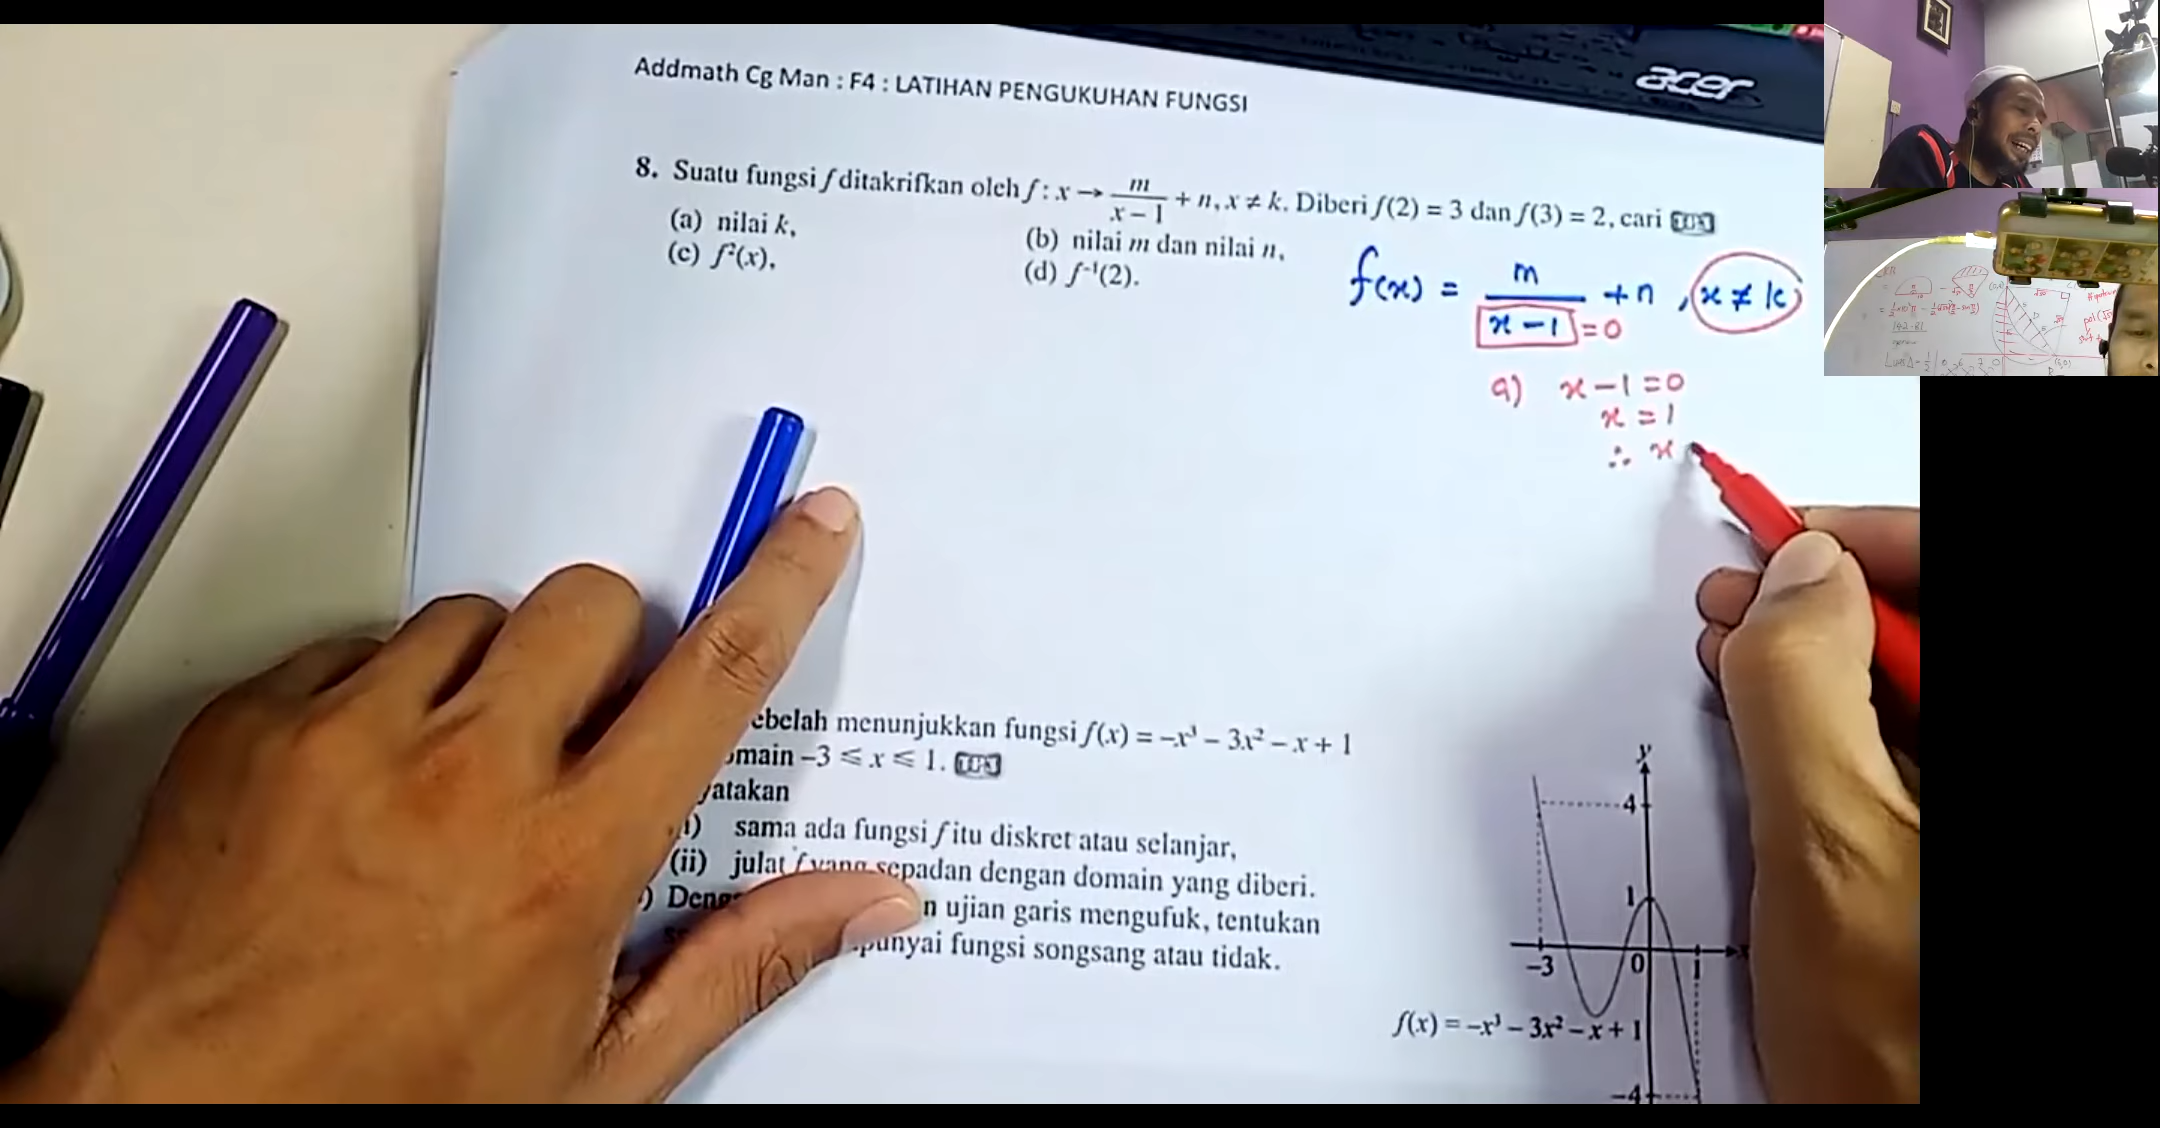 acer
Addmath Cg Man : F4 : LATIHAN PENGUKUHAN FUNGSI
8. Suatu fungsi f ditakrifkan oleh f : x → m/(x – 1) + n, x ≠ k. Diberi f(2) = 3 dan f(3) = 2, cari
(a) nilai k,
(b) nilai m dan nilai n,
(c) f²(x),
(d) f⁻¹(2).
f(x) = m/(x – 1) + n , x ≠ k
= 0
a) x – 1 = 0
x = 1
∴ x
ebelah menunjukkan fungsi f(x) = –x³ – 3x² – x + 1
main –3 ⩽ x ⩽ 1.
yatakan
i) sama ada fungsi f itu diskret atau selanjar,
(ii) julat f yang sepadan dengan domain yang diberi.
) Deng n ujian garis mengufuk, tentukan
punyai fungsi songsang atau tidak.
y
4
1
–3 0 1 x
f(x) = –x³ – 3x² – x + 1
–4